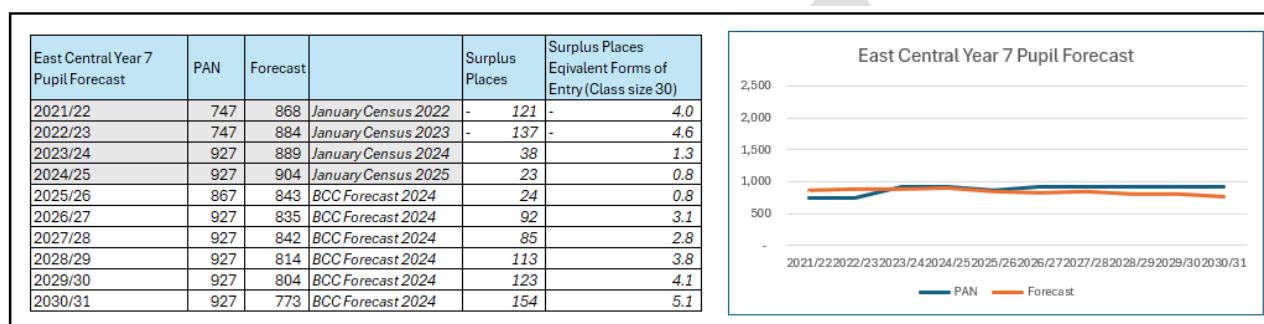 East Central Year 7 Pupil Forecast PAN Forecast Surplus Places Surplus Places Eqivalent Forms of Entry (Class size 30)
2021/22 747 868 January Census 2022 - 121 - 4.0
2022/23 747 884 January Census 2023 - 137 - 4.6
2023/24 927 889 January Census 2024 38 1.3
2024/25 927 904 January Census 2025 23 0.8
2025/26 867 843 BCC Forecast 2024 24 0.8
2026/27 927 835 BCC Forecast 2024 92 3.1
2027/28 927 842 BCC Forecast 2024 85 2.8
2028/29 927 814 BCC Forecast 2024 113 3.8
2029/30 927 804 BCC Forecast 2024 123 4.1
2030/31 927 773 BCC Forecast 2024 154 5.1
East Central Year 7 Pupil Forecast
2,500
2,000
1,500
1,000
500
-
2021/22 2022/23 2023/24 2024/25 2025/26 2026/27 2027/28 2028/29 2029/30 2030/31
PAN Forecast